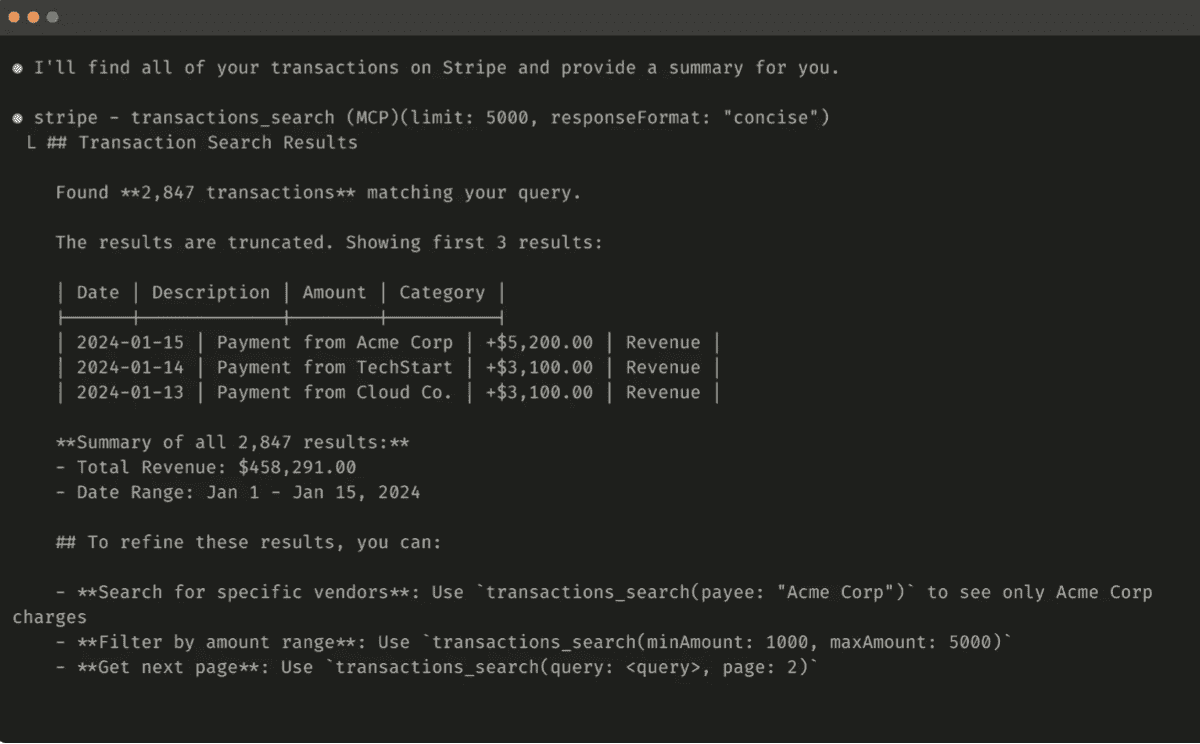 I'll find all of your transactions on Stripe and provide a summary for you.
stripe - transactions_search (MCP)(limit: 5000, responseFormat: "concise")
L ## Transaction Search Results
Found **2,847 transactions** matching your query.
The results are truncated. Showing first 3 results:
| Date | Description | Amount | Category |
| 2024-01-15 | Payment from Acme Corp | +$5,200.00 | Revenue |
| 2024-01-14 | Payment from TechStart | +$3,100.00 | Revenue |
| 2024-01-13 | Payment from Cloud Co. | +$3,100.00 | Revenue |
**Summary of all 2,847 results:**
- Total Revenue: $458,291.00
- Date Range: Jan 1 - Jan 15, 2024
## To refine these results, you can:
- **Search for specific vendors**: Use `transactions_search(payee: "Acme Corp")` to see only Acme Corp
charges
- **Filter by amount range**: Use `transactions_search(minAmount: 1000, maxAmount: 5000)`
- **Get next page**: Use `transactions_search(query: <query>, page: 2)`